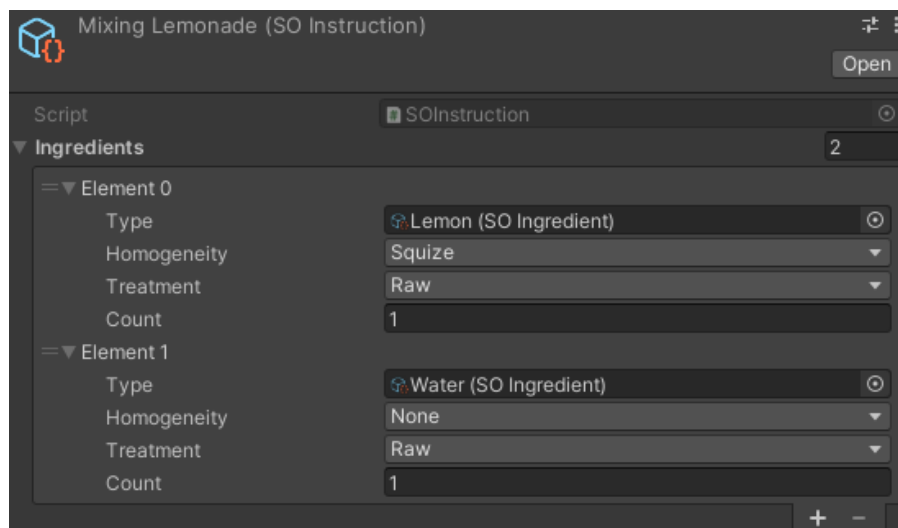 Mixing Lemonade (SO Instruction)
Open
Script SOInstruction
Ingredients 2
Element 0
Type Lemon (SO Ingredient)
Homogeneity Squize
Treatment Raw
Count 1
Element 1
Type Water (SO Ingredient)
Homogeneity None
Treatment Raw
Count 1
+ −